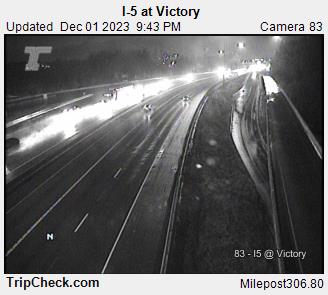 I-5 at Victory
Updated Dec 01 2023 9:43 PM Camera 83
T
N
83 - I5 @ Victory
TripCheck.com Milepost306.80